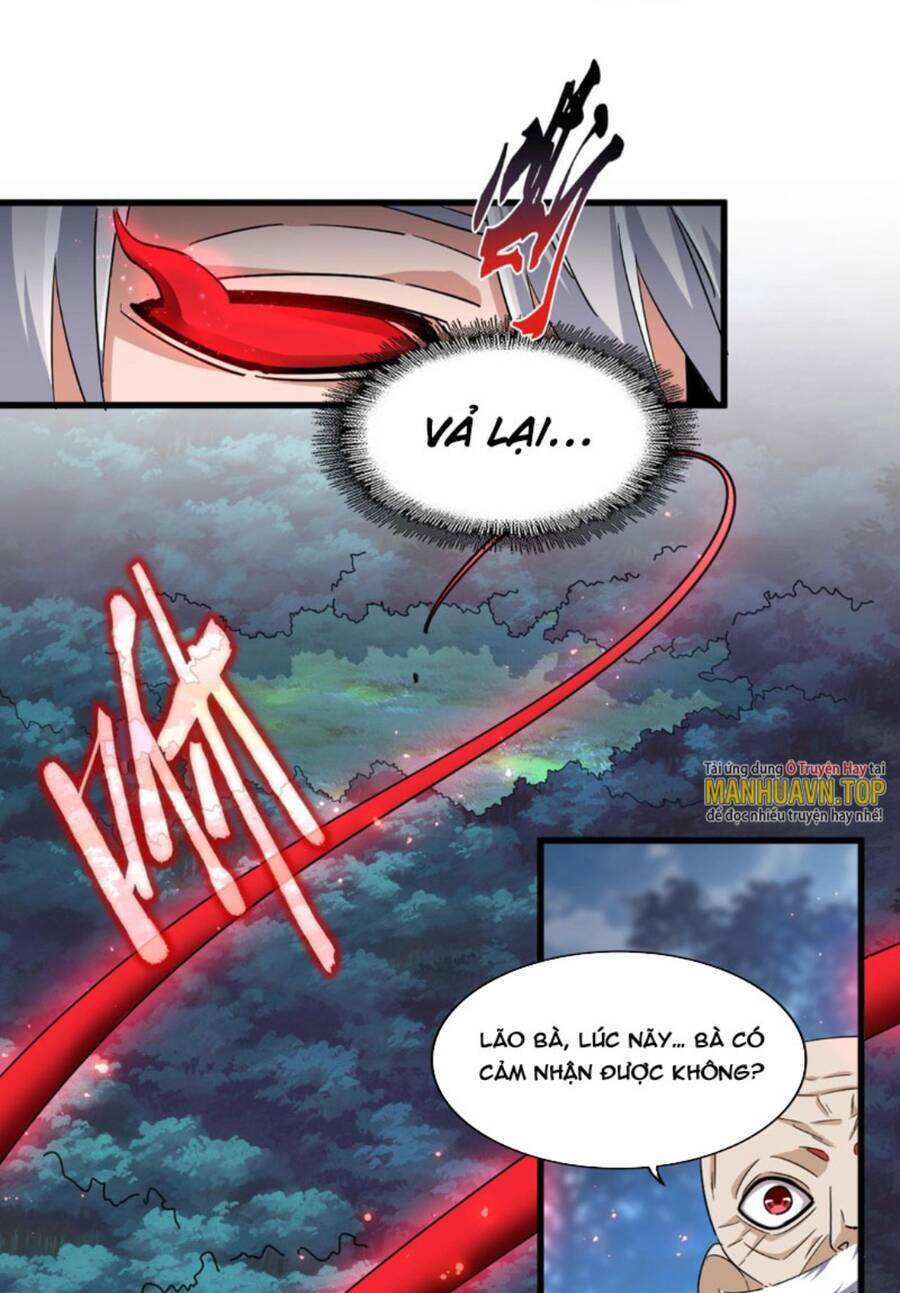 VẢ LẠI...
Tải ứng dụng Ô Truyện Hay tại
MANHUAVN.TOP
để đọc nhiều truyện hay nhé!
LÃO BÀ, LÚC NÃY... BÀ CÓ
CẢM NHẬN ĐƯỢC KHÔNG?